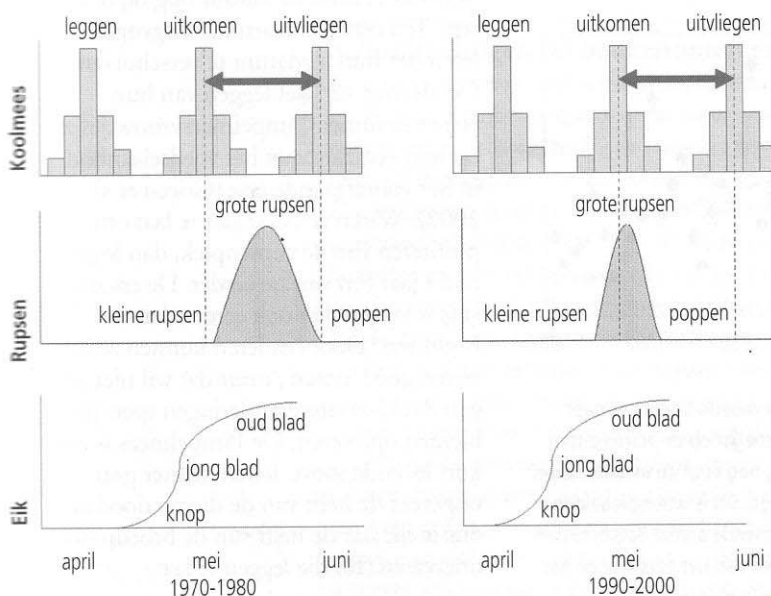 leggen uitkomen uitvliegen
leggen uitkomen uitvliegen
Koolmees
grote rupsen
grote rupsen
kleine rupsen poppen
kleine rupsen poppen
Rupsen
oud blad
jong blad
knop
oud blad
jong blad
knop
Eik
april mei juni
1970-1980
april mei juni
1990-2000